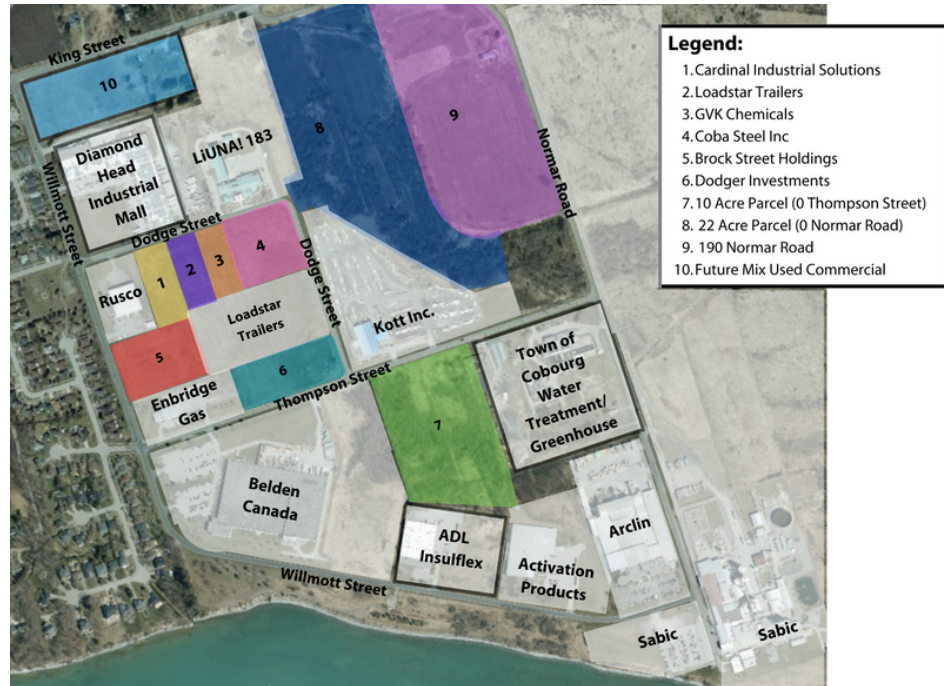 King Street
10
Diamond
Head
Industrial
Mall
LiUNA! 183
8
9
Normar Road
Willmott Street
Dodge Street
Dodge Street
Rusco
1
2
3
4
Loadstar
Trailers
5
6
Enbridge
Gas
Thompson Street
Kott Inc.
7
Town of
Cobourg
Water
Treatment/
Greenhouse
Belden
Canada
ADL
Insulflex
Activation
Products
Arclin
Willmott Street
Sabic
Sabic
Legend:
1.Cardinal Industrial Solutions
2.Loadstar Trailers
3.GVK Chemicals
4.Coba Steel Inc
5.Brock Street Holdings
6.Dodger Investments
7.10 Acre Parcel (0 Thompson Street)
8. 22 Acre Parcel (0 Normar Road)
9. 190 Normar Road
10.Future Mix Used Commercial